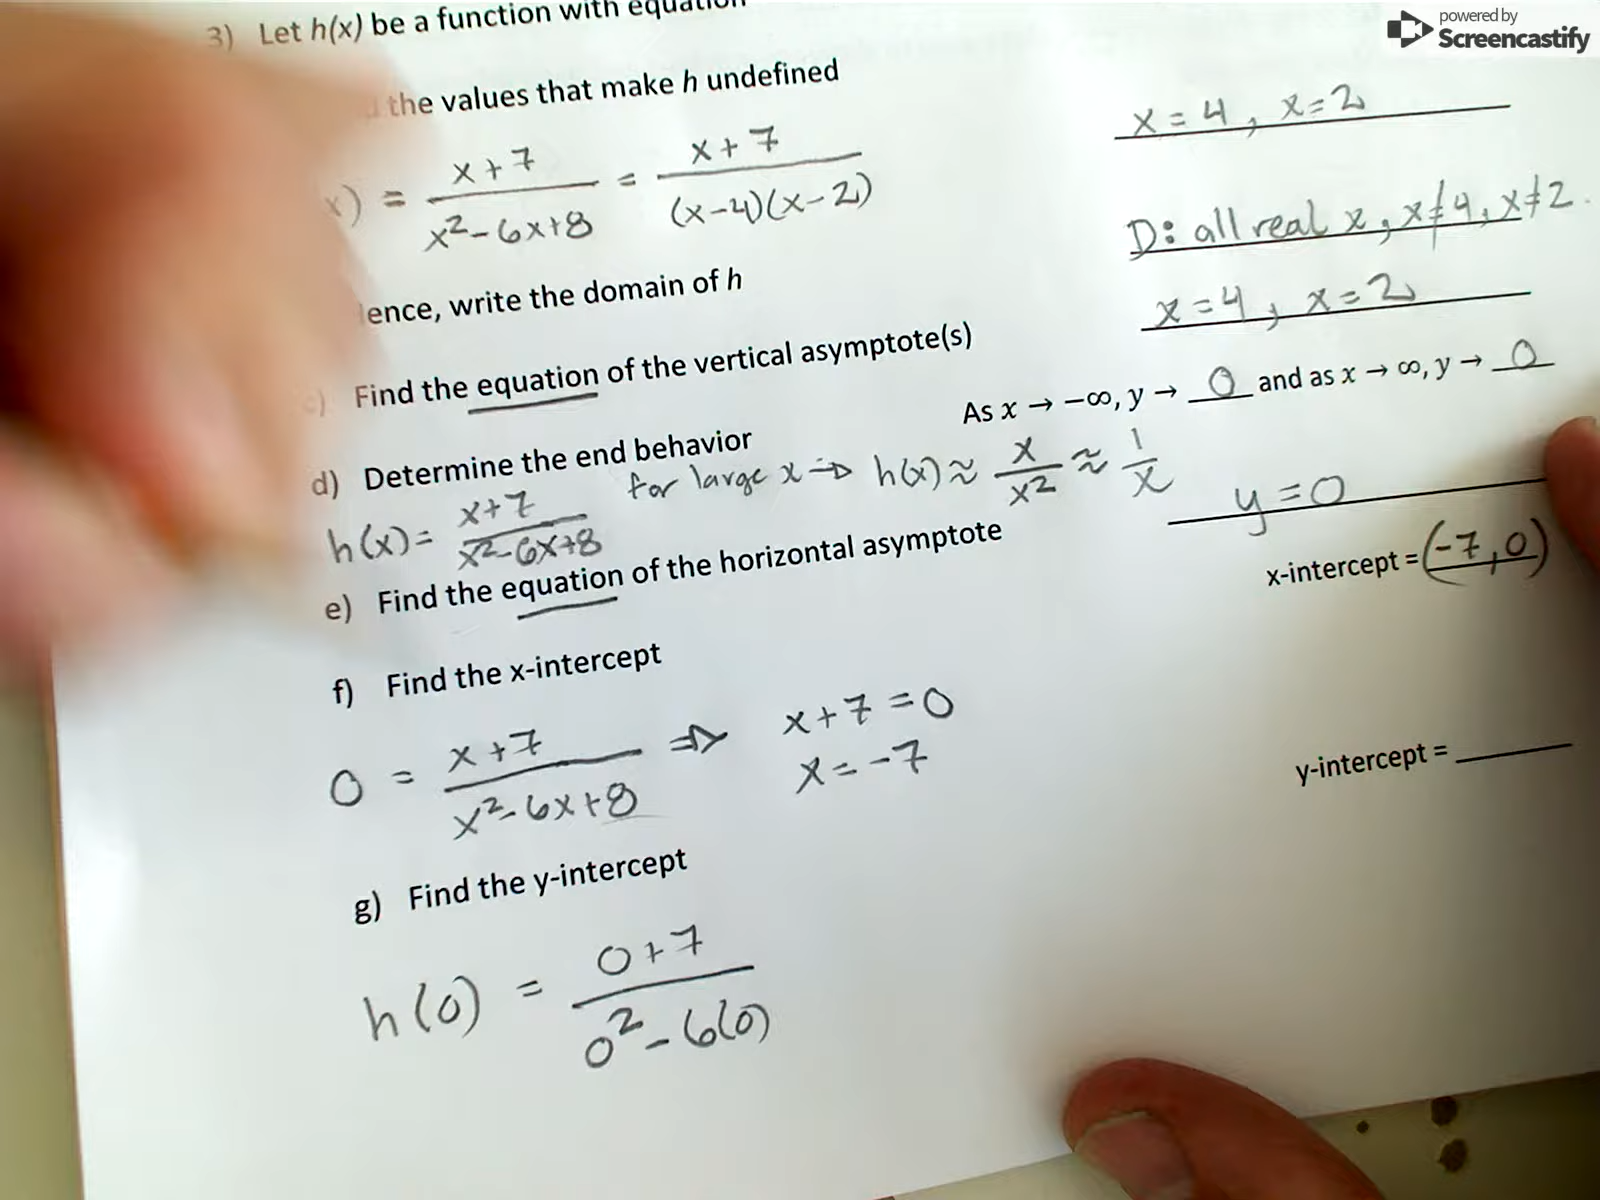 powered by
Screencastify
3) Let h(x) be a function with equation
the values that make h undefined
x = 4, x = 2
x) = x + 7 / x² - 6x + 8 = x + 7 / (x-4)(x-2)
D: all real x, x≠4, x≠2.
ence, write the domain of h
x = 4, x = 2
c) Find the equation of the vertical asymptote(s)
As x → -∞, y → 0 and as x → ∞, y → 0
d) Determine the end behavior
for large x ⇒ h(x) ≈ x / x² ≈ 1 / x
h(x) = x+7 / x²-6x+8
y = 0
e) Find the equation of the horizontal asymptote
x-intercept = (-7, 0)
f) Find the x-intercept
0 = x + 7 / x² - 6x + 8 ⇒ x + 7 = 0
x = -7
y-intercept =
g) Find the y-intercept
h(0) = 0 + 7 / 0² - 6(0)